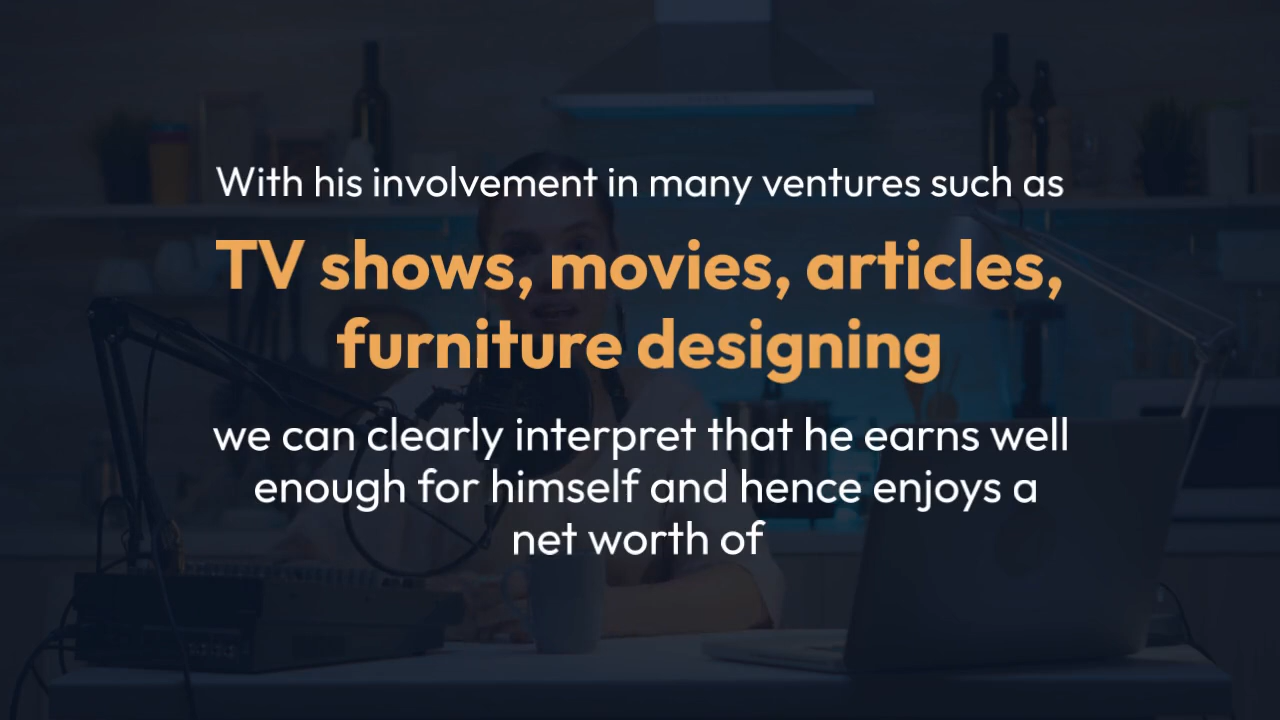 With his involvement in many ventures such as
TV shows, movies, articles,
furniture designing
we can clearly interpret that he earns well
enough for himself and hence enjoys a
net worth of